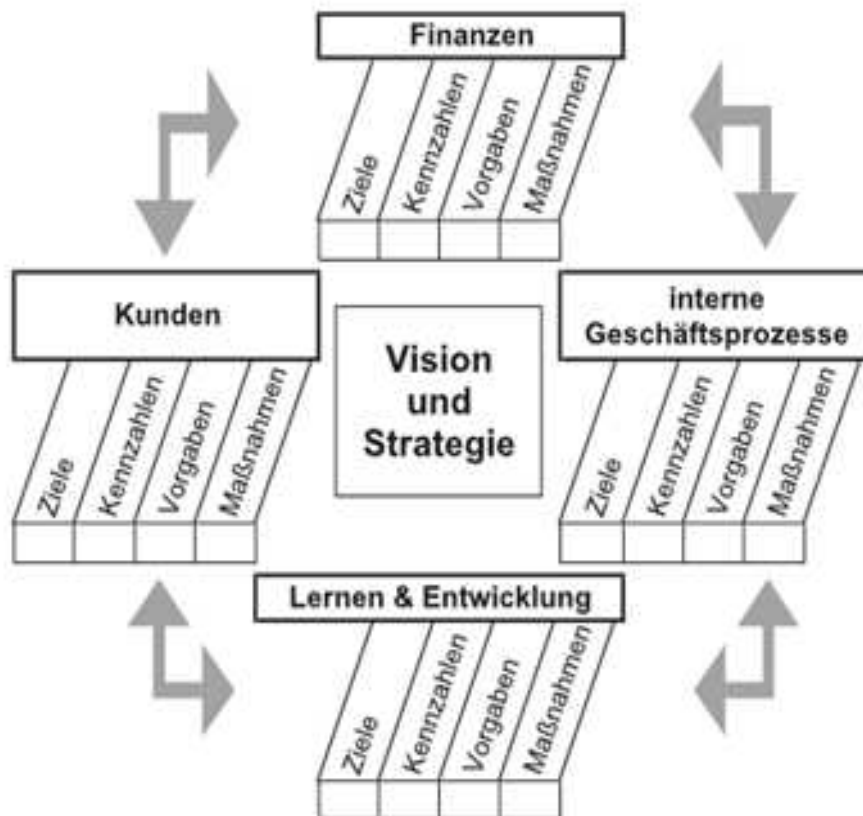 Finanzen
Ziele
Kennzahlen
Vorgaben
Maßnahmen
Kunden
Ziele
Kennzahlen
Vorgaben
Maßnahmen
Vision
und
Strategie
interne
Geschäftsprozesse
Ziele
Kennzahlen
Vorgaben
Maßnahmen
Lernen & Entwicklung
Ziele
Kennzahlen
Vorgaben
Maßnahmen